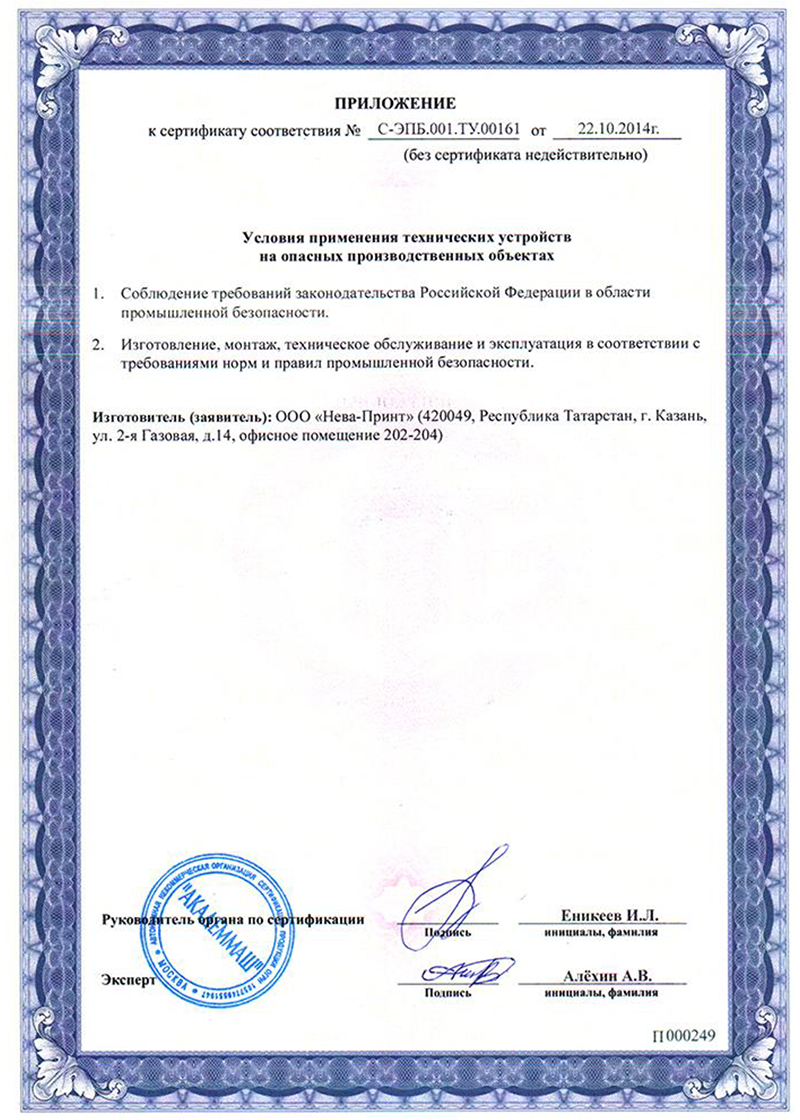 ПРИЛОЖЕНИЕ
к сертификату соответствия № С-ЭПБ.001.ТУ.00161 от 22.10.2014г.
(без сертификата недействительно)
Условия применения технических устройств
на опасных производственных объектах
1. Соблюдение требований законодательства Российской Федерации в области
промышленной безопасности.
2. Изготовление, монтаж, техническое обслуживание и эксплуатация в соответствии с
требованиями норм и правил промышленной безопасности.
Изготовитель (заявитель): ООО «Нева-Принт» (420049, Республика Татарстан, г. Казань,
ул. 2-я Газовая, д.14, офисное помещение 202-204)
Руководитель органа по сертификации
Подпись
Еникеев И.Л.
инициалы, фамилия
Эксперт
Подпись
Алёхин А.В.
инициалы, фамилия
АВТОНОМНАЯ НЕКОММЕРЧЕСКАЯ ОРГАНИЗАЦИЯ СЕРТИФИКАЦИИ ПРОДУКЦИИ ОГРН
* МОСКВА *
"АКАДЕММАШ"
П000249